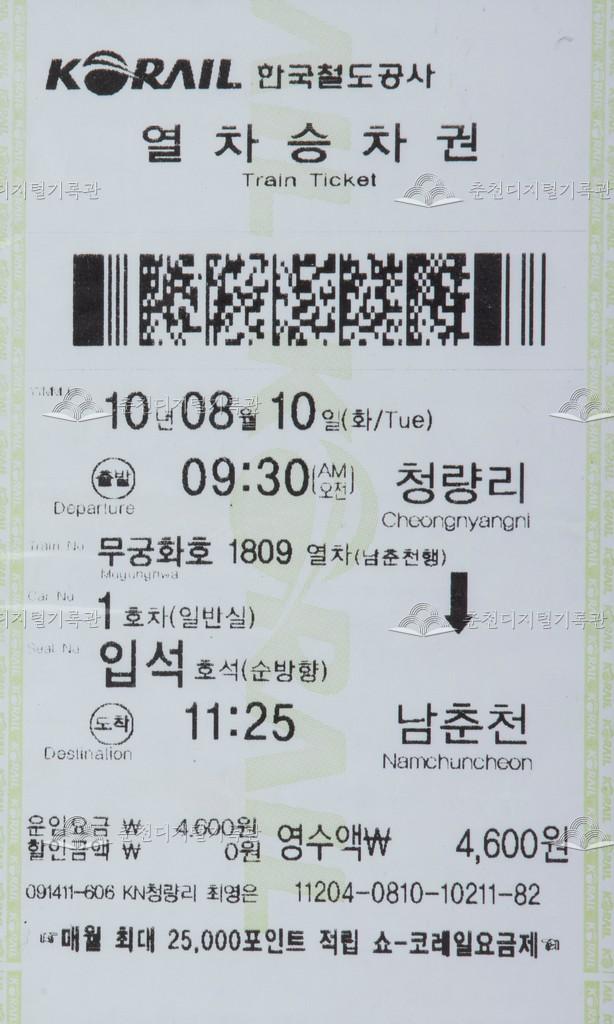 KORAIL 한국철도공사
열차승차권
Train Ticket
춘천디지털기록관
10년 08월 10일(화/Tue)
출발 09:30(AM 오전) 청량리
Departure Cheongnyangni
Train No 무궁화호 1809 열차(남춘천행)
Mugunghwa
Car No 1 호차(일반실)
Seat No 입석 호석(순방향)
도착 11:25 남춘천
Destination Namchuncheon
운임요금 ₩ 4,600원 영수액₩ 4,600원
할인금액 ₩ 0원
091411-606 KN청량리 최영은 11204-0810-10211-82
☞매월 최대 25,000포인트 적립 쇼-코레일요금제☜